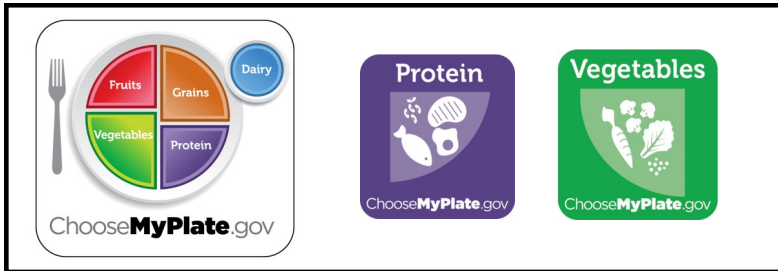 Fruits
Grains
Dairy
Vegetables
Protein
ChooseMyPlate.gov
Protein
ChooseMyPlate.gov
Vegetables
ChooseMyPlate.gov